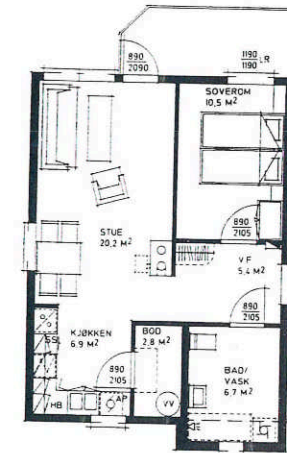 890
2090
1190
1190
LR
SOVEROM
10,5 M²
890
2105
STUE
20,2 M²
VF
5,4 M²
890
2105
KJØKKEN
6,9 M²
BOD
2,8 M²
SSL
890
2105
BAD/
VASK
6,7 M²
HB
AP
VV